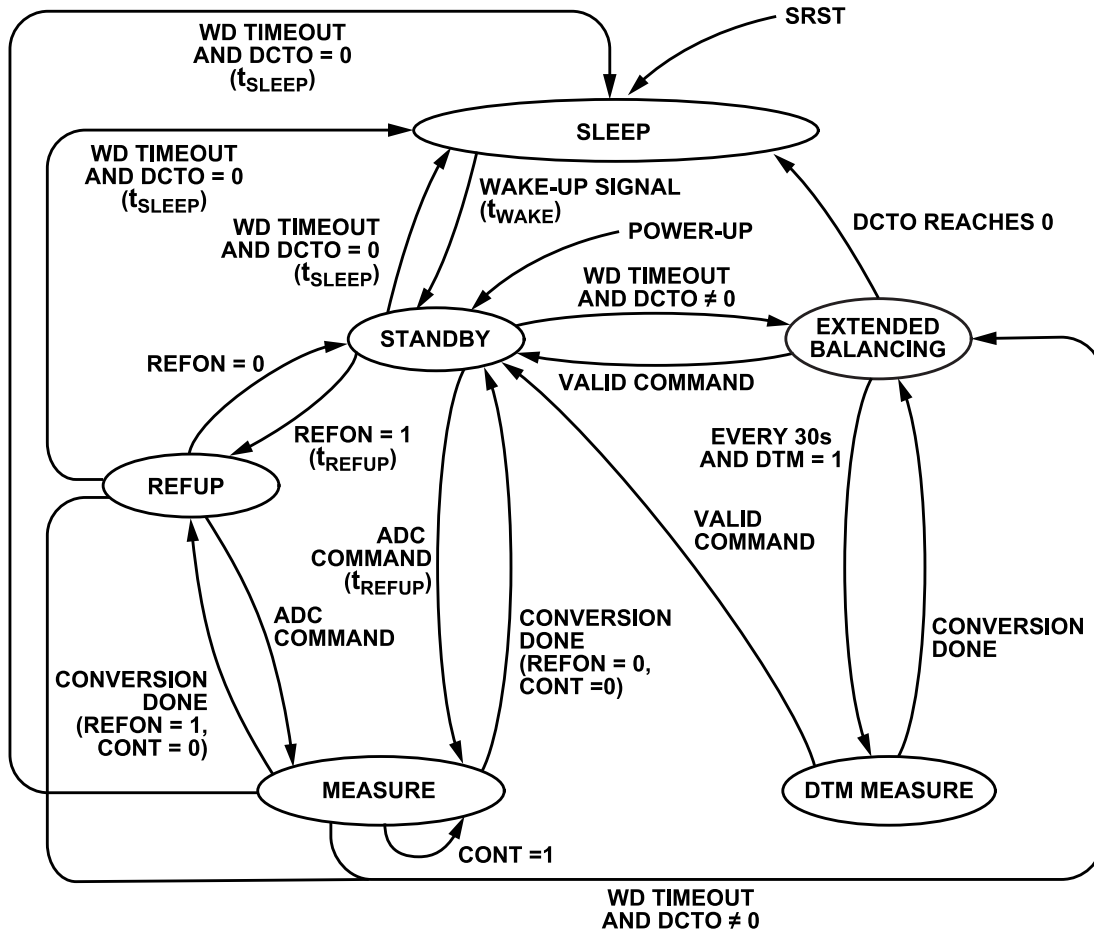 WD TIMEOUT
AND DCTO = 0
(tSLEEP)
SRST
SLEEP
WD TIMEOUT
AND DCTO = 0
(tSLEEP)
WAKE-UP SIGNAL
(tWAKE)
WD TIMEOUT
AND DCTO = 0
(tSLEEP)
POWER-UP
DCTO REACHES 0
WD TIMEOUT
AND DCTO ≠ 0
STANDBY
EXTENDED
BALANCING
REFON = 0
VALID COMMAND
REFON = 1
(tREFUP)
EVERY 30s
AND DTM = 1
REFUP
VALID
COMMAND
ADC
COMMAND
(tREFUP)
ADC
COMMAND
CONVERSION
DONE
(REFON = 0,
CONT =0)
CONVERSION
DONE
CONVERSION
DONE
(REFON = 1,
CONT = 0)
MEASURE
DTM MEASURE
CONT =1
WD TIMEOUT
AND DCTO ≠ 0